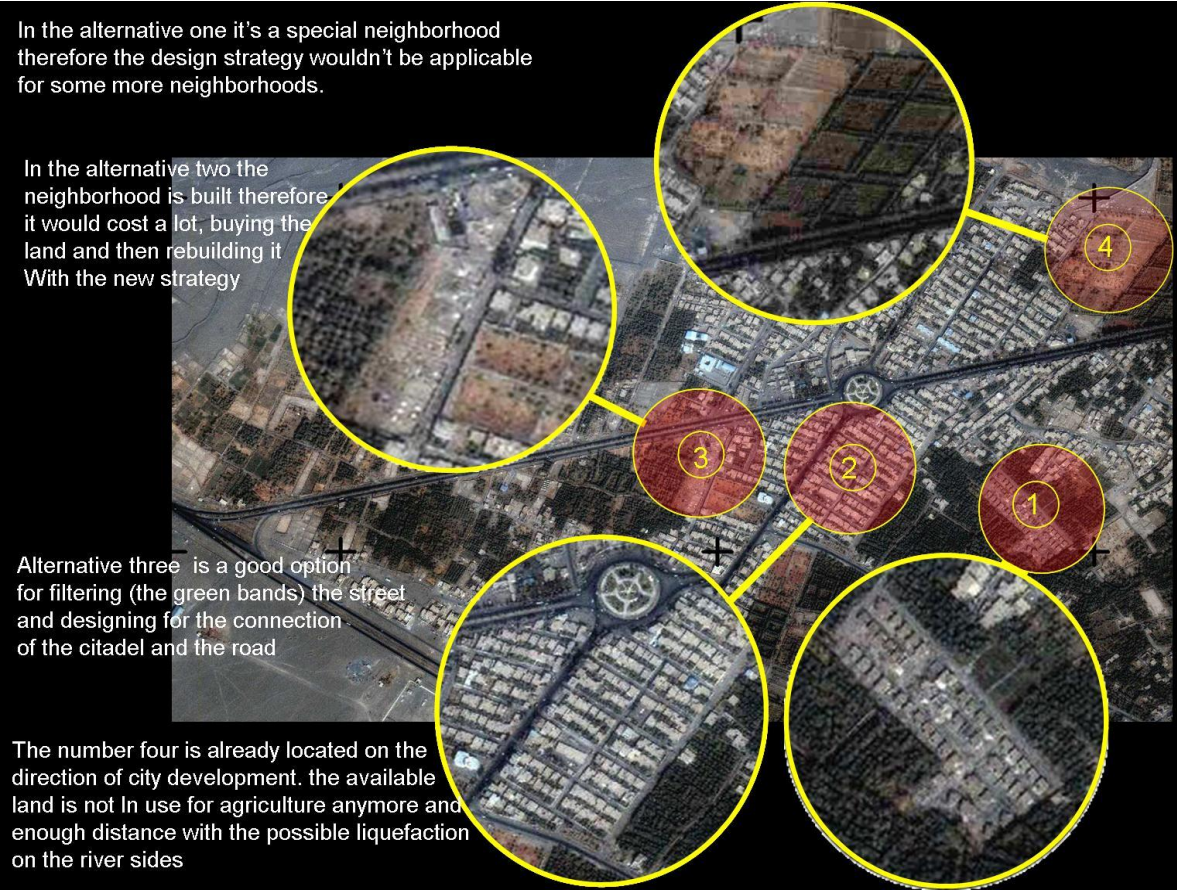 In the alternative one it’s a special neighborhood
therefore the design strategy wouldn’t be applicable
for some more neighborhoods.
In the alternative two the
neighborhood is built therefore
it would cost a lot, buying the
land and then rebuilding it
With the new strategy
4
3
2
1
Alternative three is a good option
for filtering (the green bands) the street
and designing for the connection
of the citadel and the road
The number four is already located on the
direction of city development. the available
land is not In use for agriculture anymore and
enough distance with the possible liquefaction
on the river sides